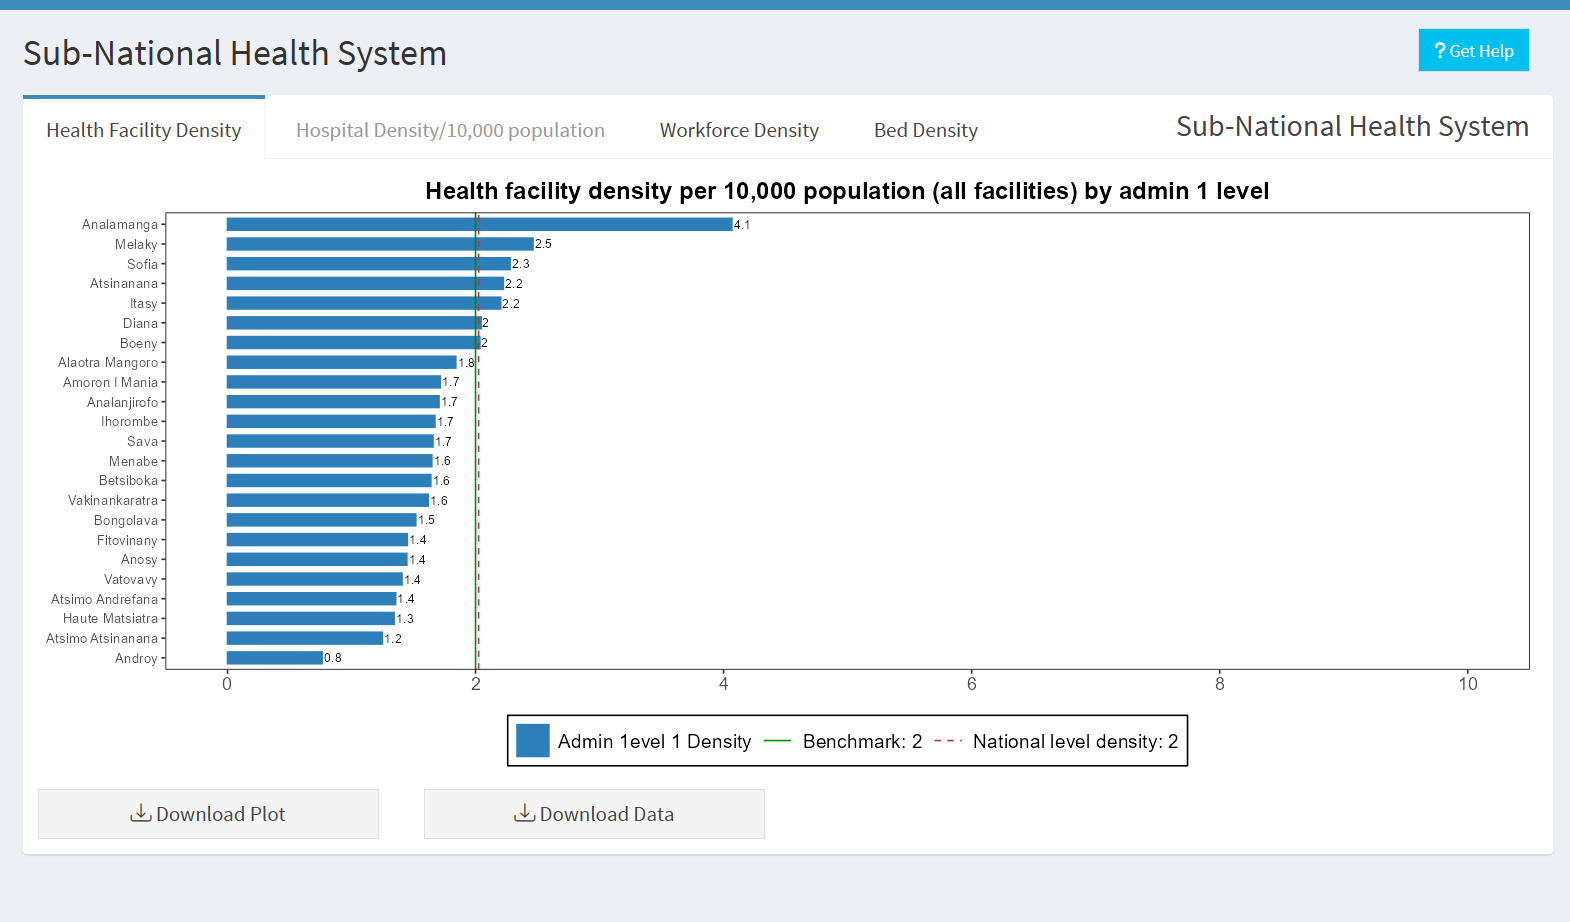 Sub-National Health System
? Get Help
Health Facility Density
Hospital Density/10,000 population
Workforce Density
Bed Density
Sub-National Health System
Health facility density per 10,000 population (all facilities) by admin 1 level
Analamanga 4.1
Melaky 2.5
Sofia 2.3
Atsinanana 2.2
Itasy 2.2
Diana 2
Boeny 2
Alaotra Mangoro 1.8
Amoron I Mania 1.7
Analanjirofo 1.7
Ihorombe 1.7
Sava 1.7
Menabe 1.6
Betsiboka 1.6
Vakinankaratra 1.6
Bongolava 1.5
Fitovinany 1.4
Anosy 1.4
Vatovavy 1.4
Atsimo Andrefana 1.4
Haute Matsiatra 1.3
Atsimo Atsinanana 1.2
Androy 0.8
0 2 4 6 8 10
Admin 1evel 1 Density Benchmark: 2 National level density: 2
Download Plot
Download Data